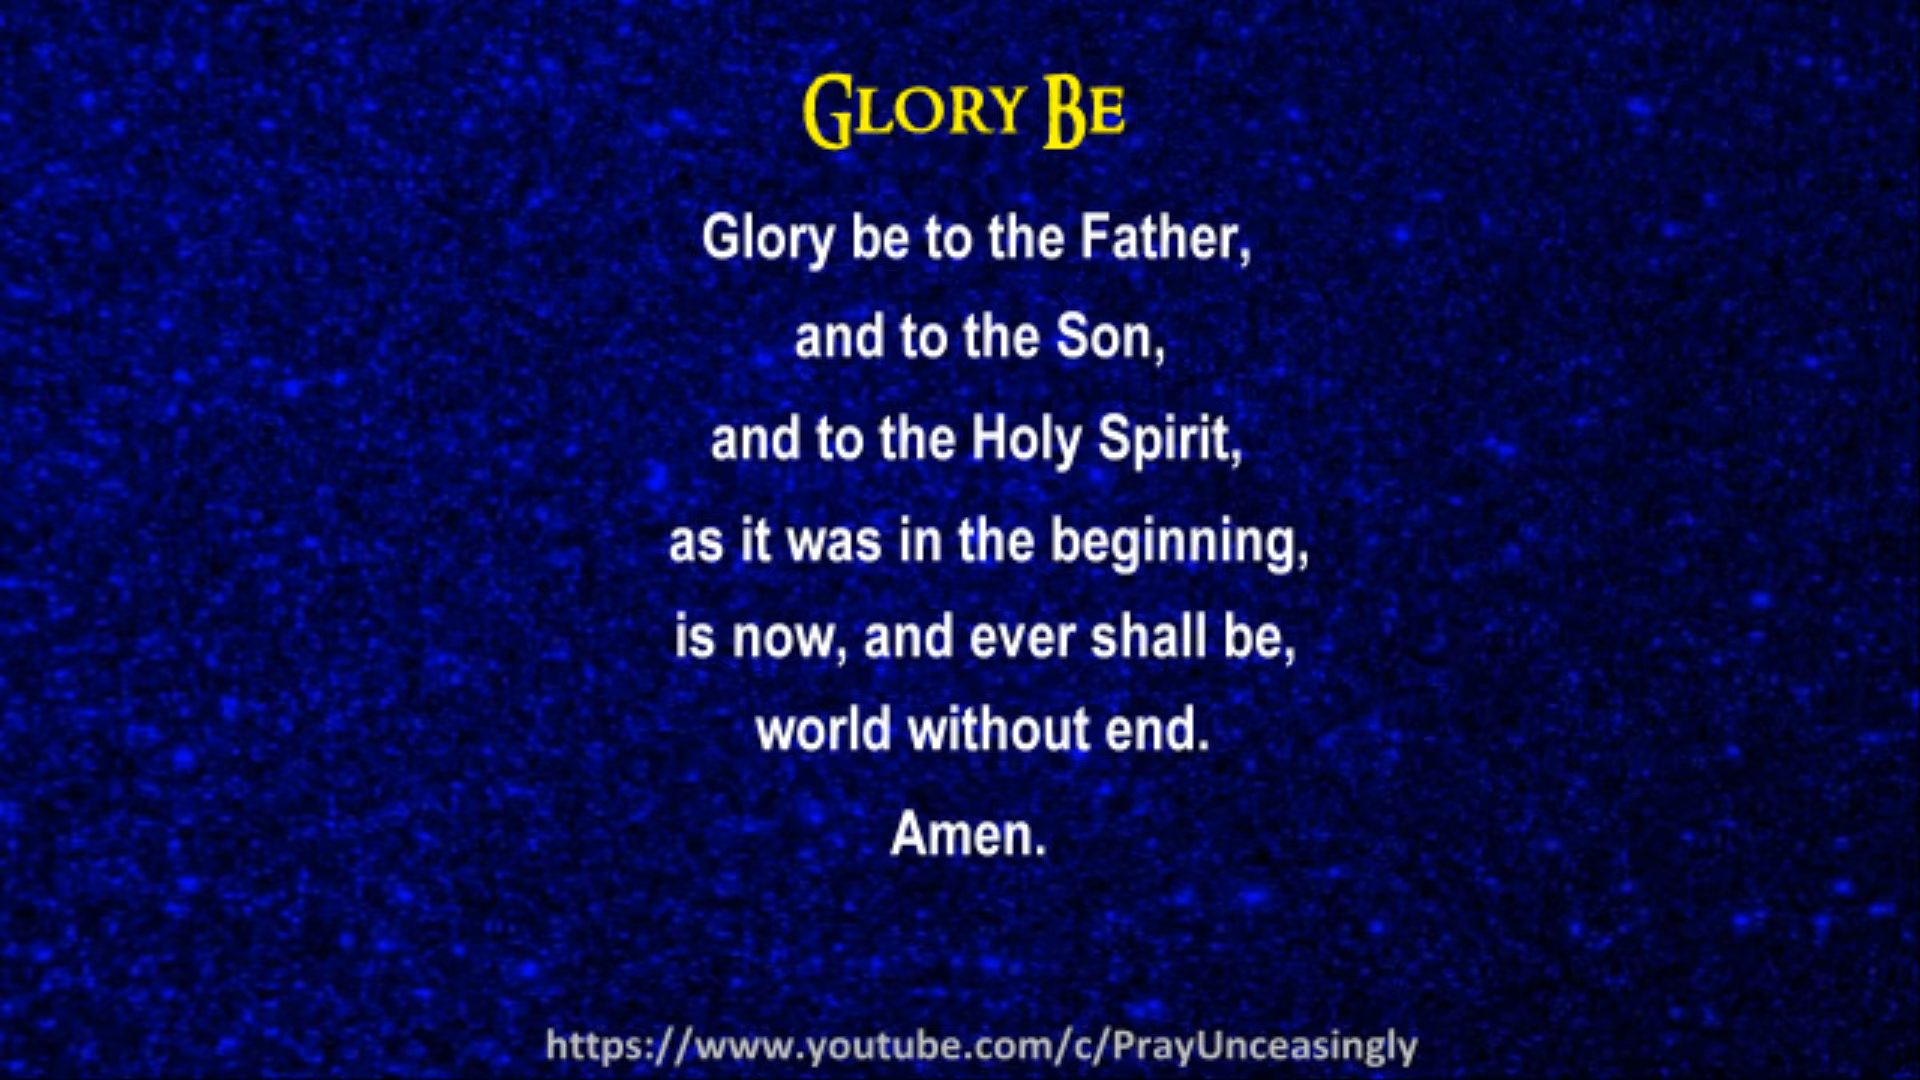 GLORY BE
Glory be to the Father,
and to the Son,
and to the Holy Spirit,
as it was in the beginning,
is now, and ever shall be,
world without end.
Amen.
https://www.youtube.com/c/PrayUnceasingly